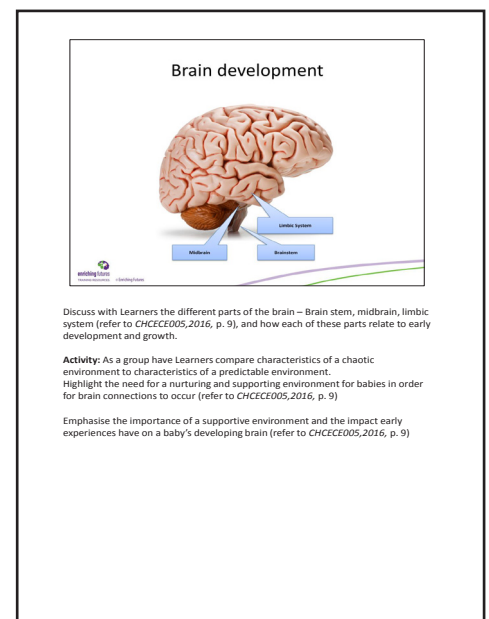 Brain development
Limbic System
Midbrain
Brainstem
enriching futures
TRAINING RESOURCES
© Enriching Futures
Discuss with Learners the different parts of the brain – Brain stem, midbrain, limbic
system (refer to CHCECE005,2016, p. 9), and how each of these parts relate to early
development and growth.
Activity: As a group have Learners compare characteristics of a chaotic
environment to characteristics of a predictable environment.
Highlight the need for a nurturing and supporting environment for babies in order
for brain connections to occur (refer to CHCECE005,2016, p. 9)
Emphasise the importance of a supportive environment and the impact early
experiences have on a baby's developing brain (refer to CHCECE005,2016, p. 9)